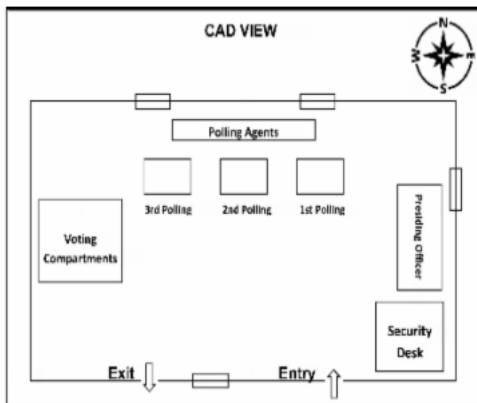 CAD VIEW
N
W
E
S
Polling Agents
3rd Polling
2nd Polling
1st Polling
Voting
Compartments
Presiding Officer
Security
Desk
Exit
Entry